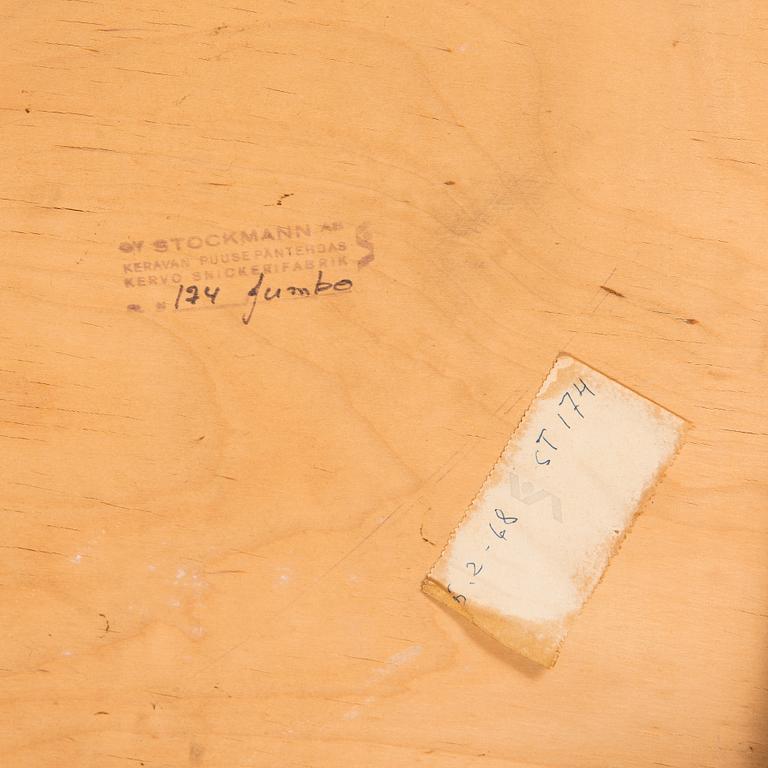 OY STOCKMANN AB
KERAVAN PUUSEPÄNTEHDAS
KERVO SNICKERIFABRIK
174 Jumbo
ST 174
5.2-68